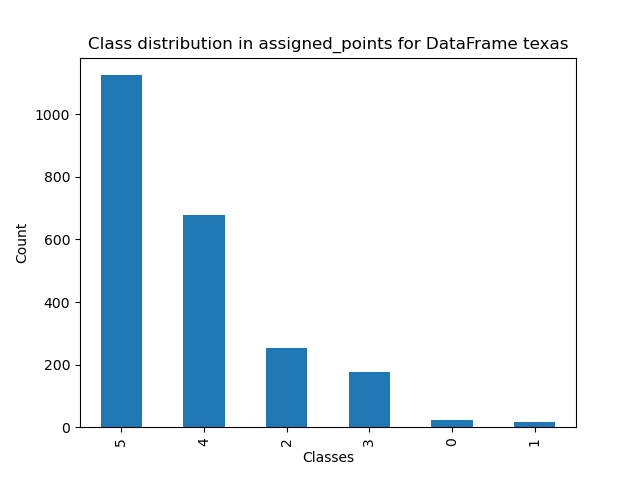 Class distribution in assigned_points for DataFrame texas
1000
800
600
400
200
0
Count
5 4 2 3 0 1
Classes